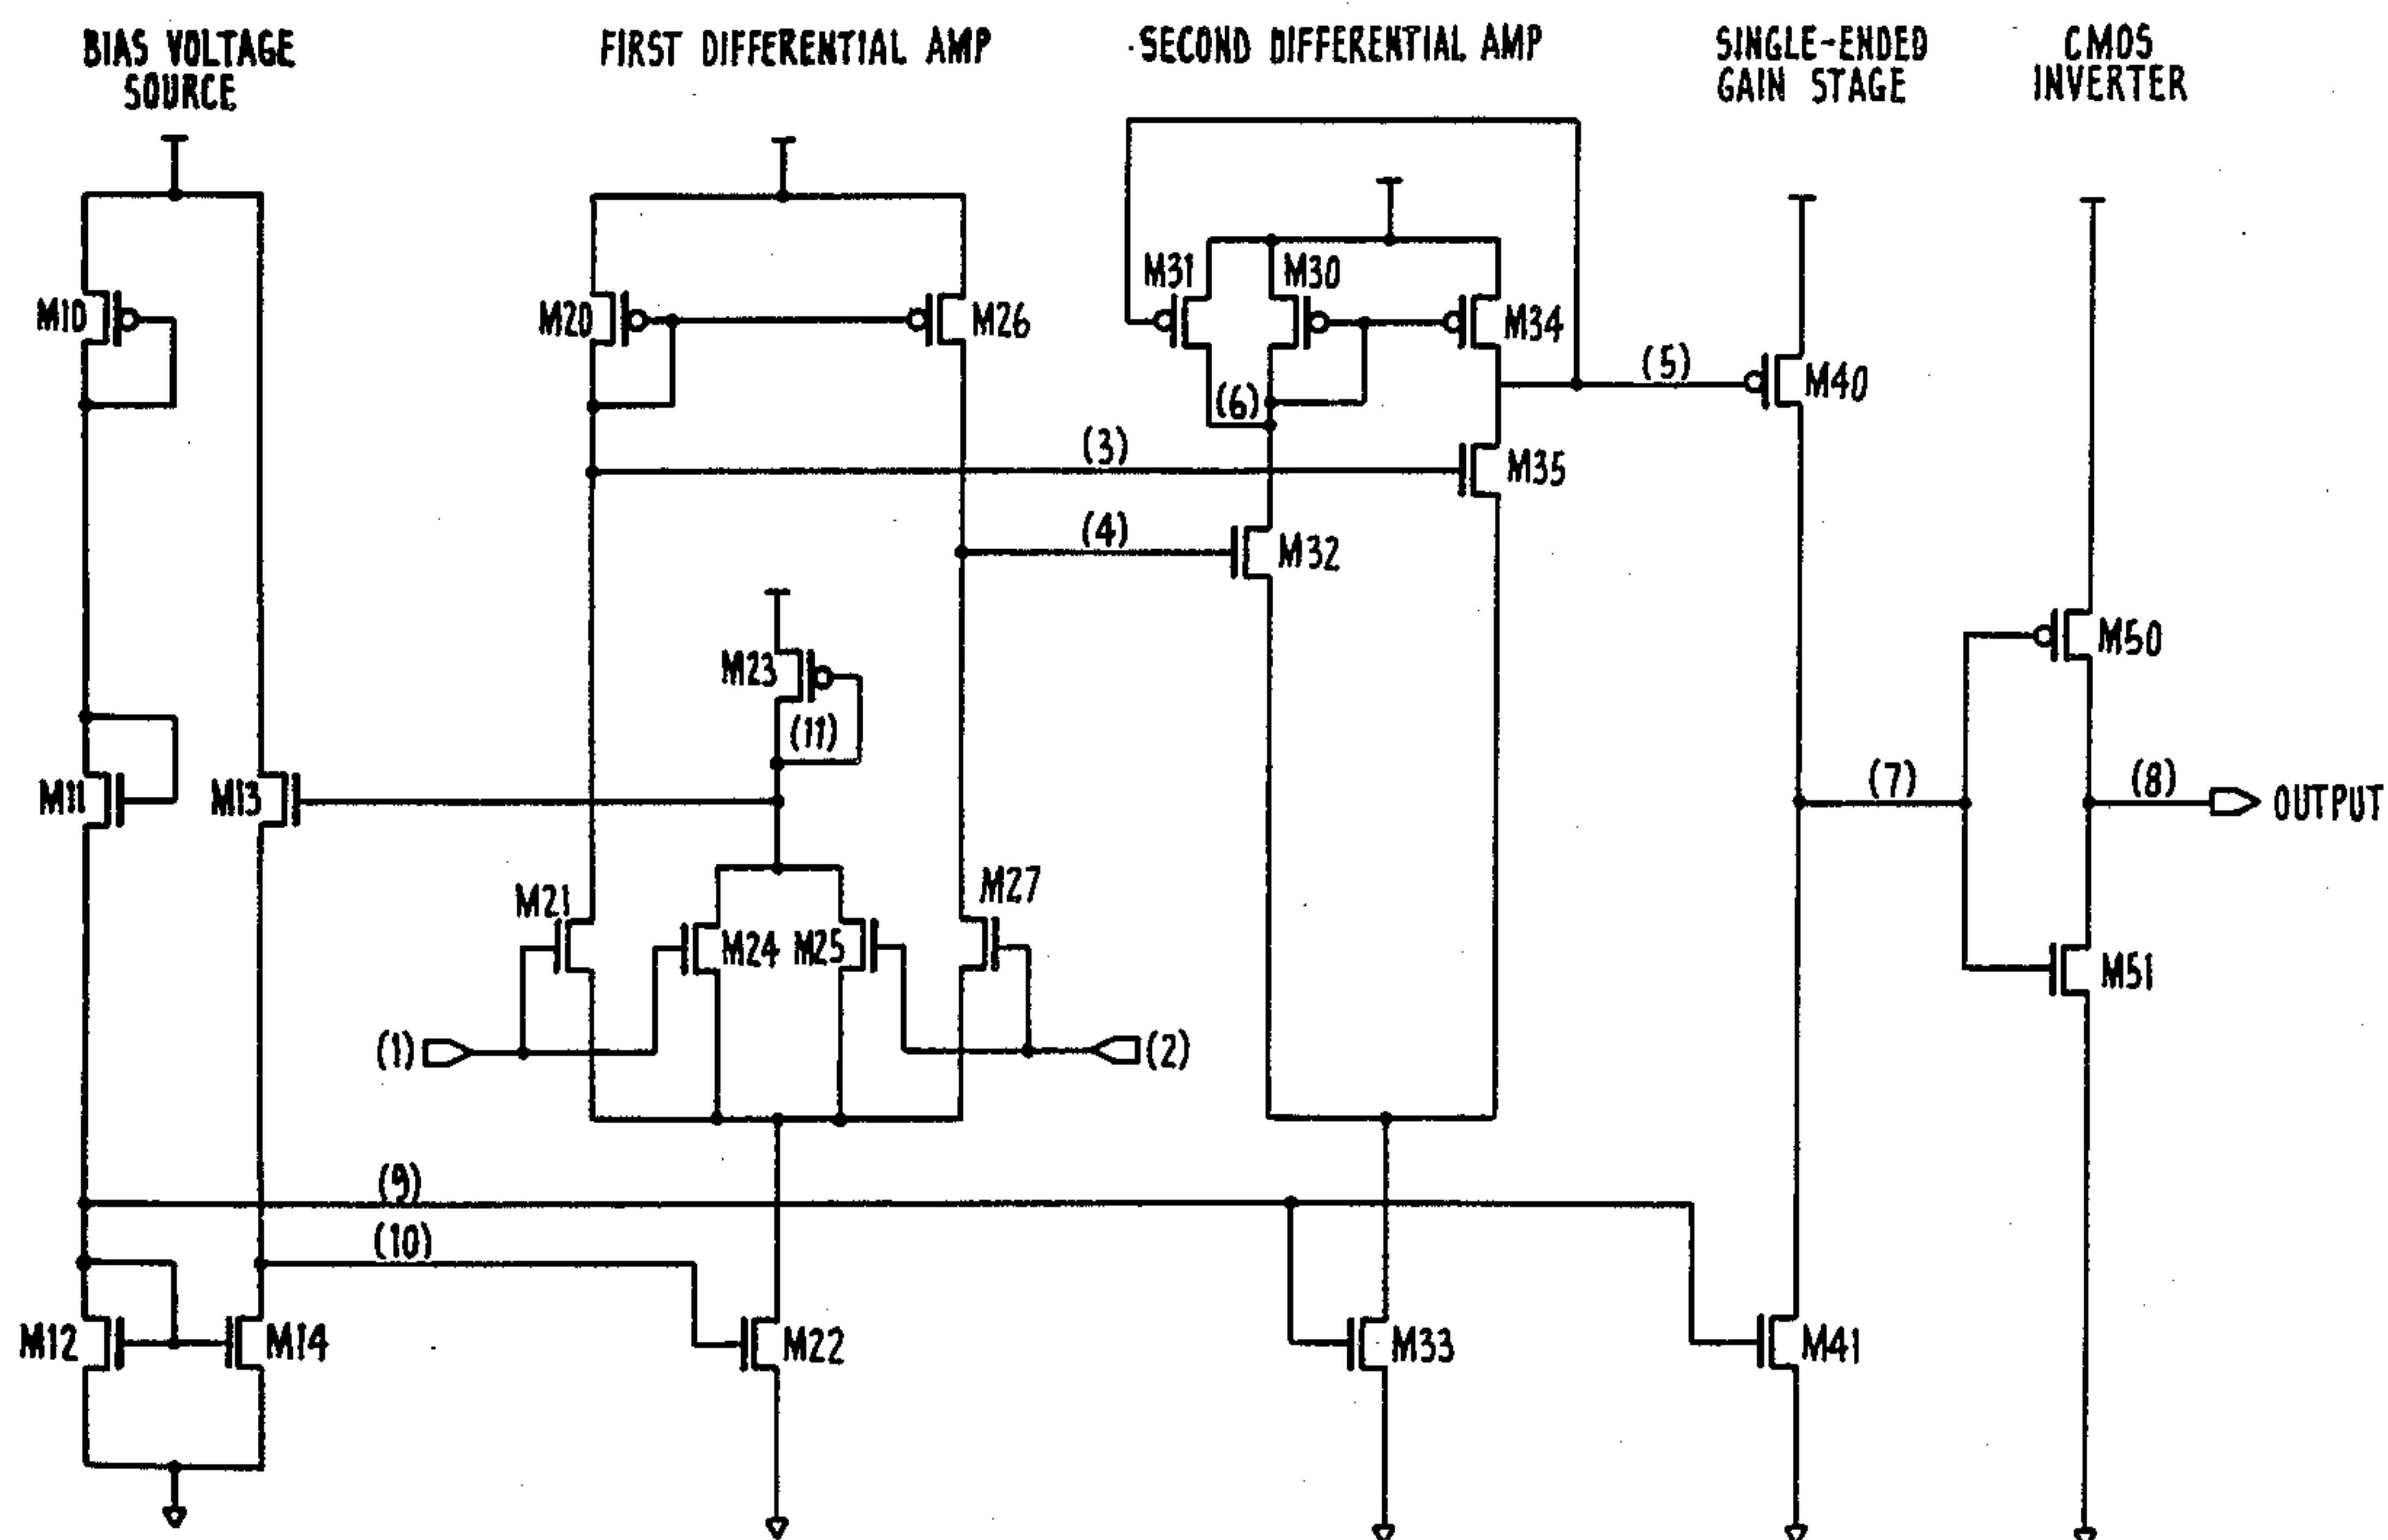 BIAS VOLTAGE
SOURCE
FIRST DIFFERENTIAL AMP
SECOND DIFFERENTIAL AMP
SINGLE-ENDED
GAIN STAGE
CMOS
INVERTER
M10
M20
M26
M31
M30
M34
M40
(5)
(6)
(3)
M35
(4)
M32
M23
(11)
M50
M11
M13
(7)
(8)
OUTPUT
M21
M24
M25
M27
M51
(1)
(2)
(9)
(10)
M12
M14
M22
M33
M41